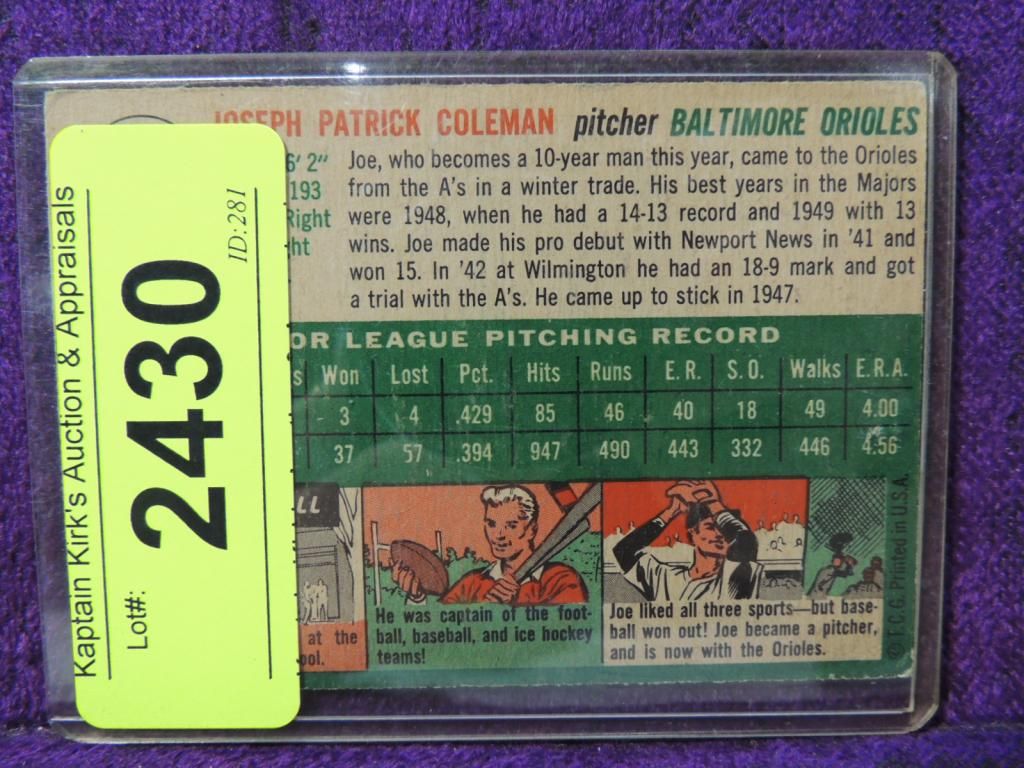 JOSEPH PATRICK COLEMAN pitcher BALTIMORE ORIOLES
6' 2"
193
Right
ht
Joe, who becomes a 10-year man this year, came to the Orioles
from the A's in a winter trade. His best years in the Majors
were 1948, when he had a 14-13 record and 1949 with 13
wins. Joe made his pro debut with Newport News in '41 and
won 15. In '42 at Wilmington he had an 18-9 mark and got
a trial with the A's. He came up to stick in 1947.
OR LEAGUE PITCHING RECORD
s Won Lost Pct. Hits Runs E.R. S.O. Walks E.R.A.
3 4 .429 85 46 40 18 49 4.00
37 57 .394 947 490 443 332 446 4.56
LL
at the
ool.
He was captain of the foot-
ball, baseball, and ice hockey
teams!
Joe liked all three sports—but base-
ball won out! Joe became a pitcher,
and is now with the Orioles.
© T.C.G. Printed in U.S.A.
Kaptain Kirk's Auction & Appraisals
Lot#:
2430
ID:281